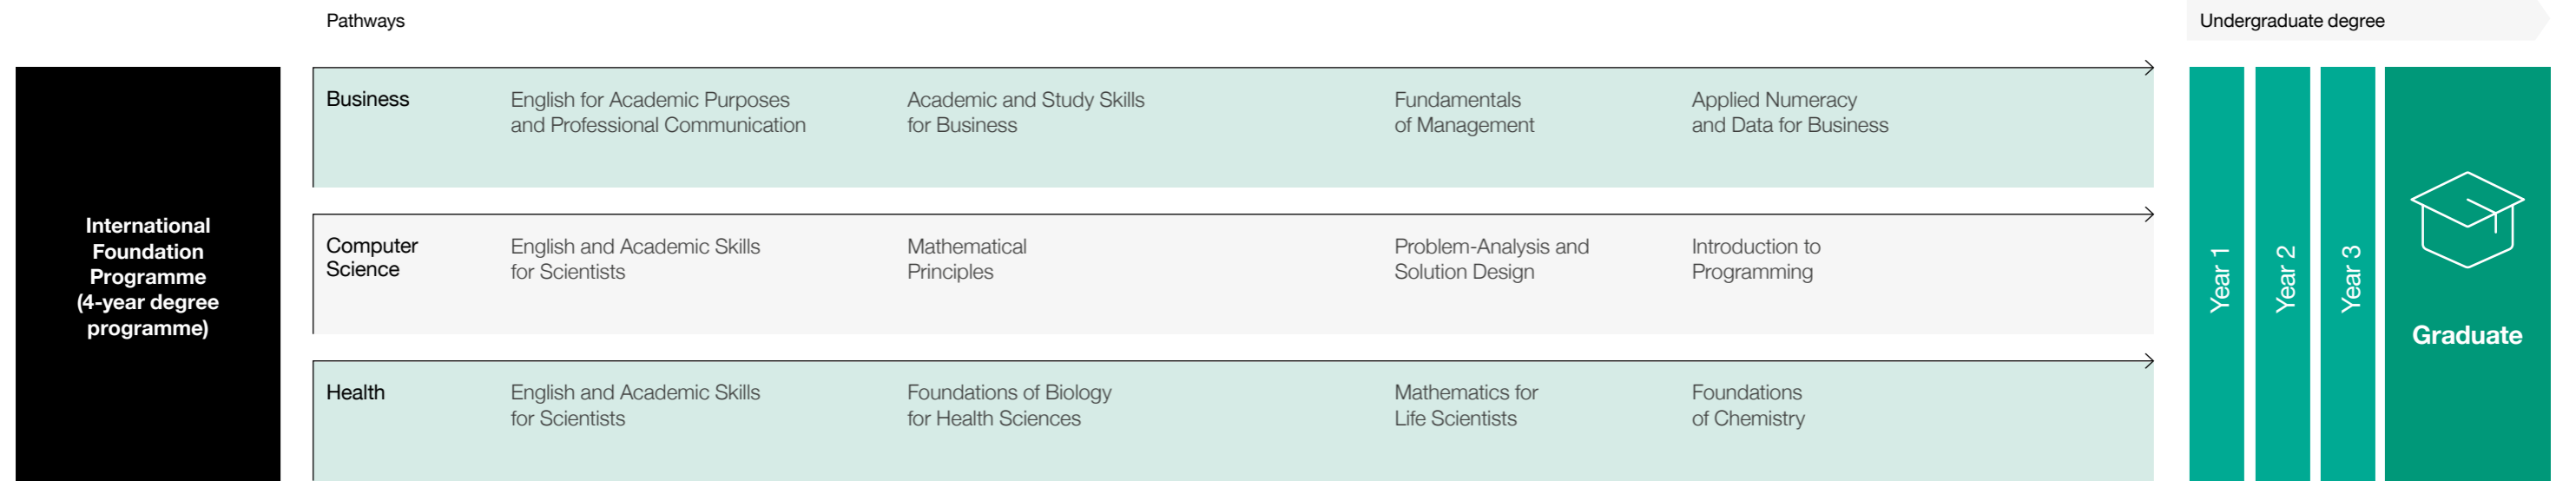 Pathways
Undergraduate degree
International
Foundation
Programme
(4-year degree
programme)
Business
English for Academic Purposes
and Professional Communication
Academic and Study Skills
for Business
Fundamentals
of Management
Applied Numeracy
and Data for Business
Computer
Science
English and Academic Skills
for Scientists
Mathematical
Principles
Problem-Analysis and
Solution Design
Introduction to
Programming
Health
English and Academic Skills
for Scientists
Foundations of Biology
for Health Sciences
Mathematics for
Life Scientists
Foundations
of Chemistry
Year 1
Year 2
Year 3
Graduate